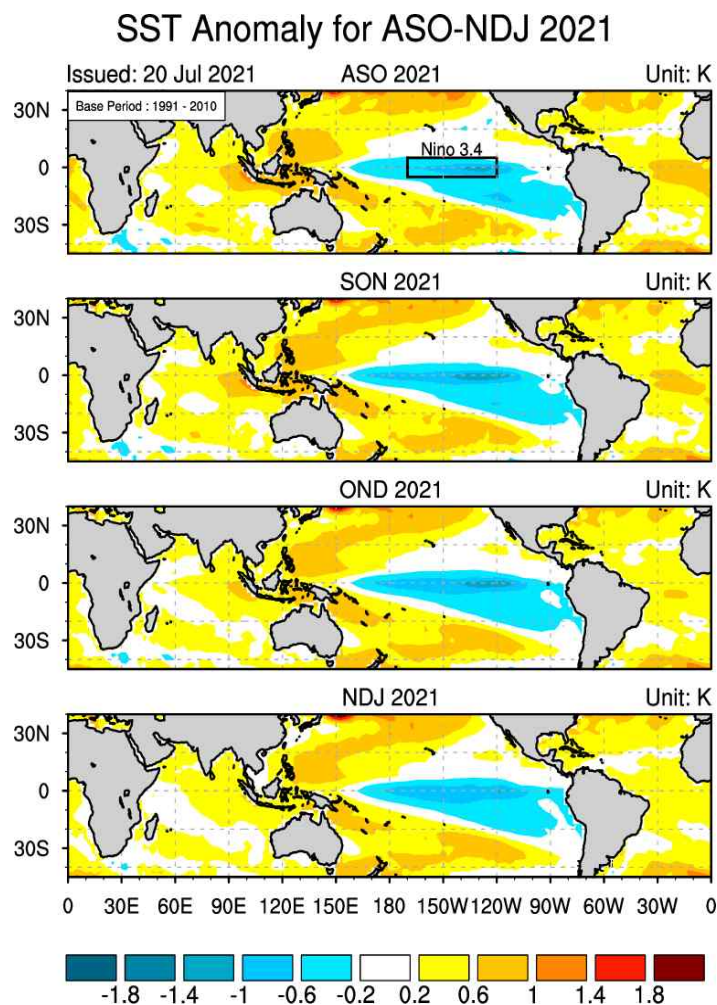 SST Anomaly for ASO-NDJ 2021
Issued: 20 Jul 2021 ASO 2021 Unit: K
30N
Base Period : 1991 - 2010
Nino 3.4
0
30S
SON 2021 Unit: K
30N
0
30S
OND 2021 Unit: K
30N
0
30S
NDJ 2021 Unit: K
30N
0
30S
0 30E 60E 90E 120E 150E 180 150W 120W 90W 60W 30W 0
-1.8 -1.4 -1 -0.6 -0.2 0.2 0.6 1 1.4 1.8